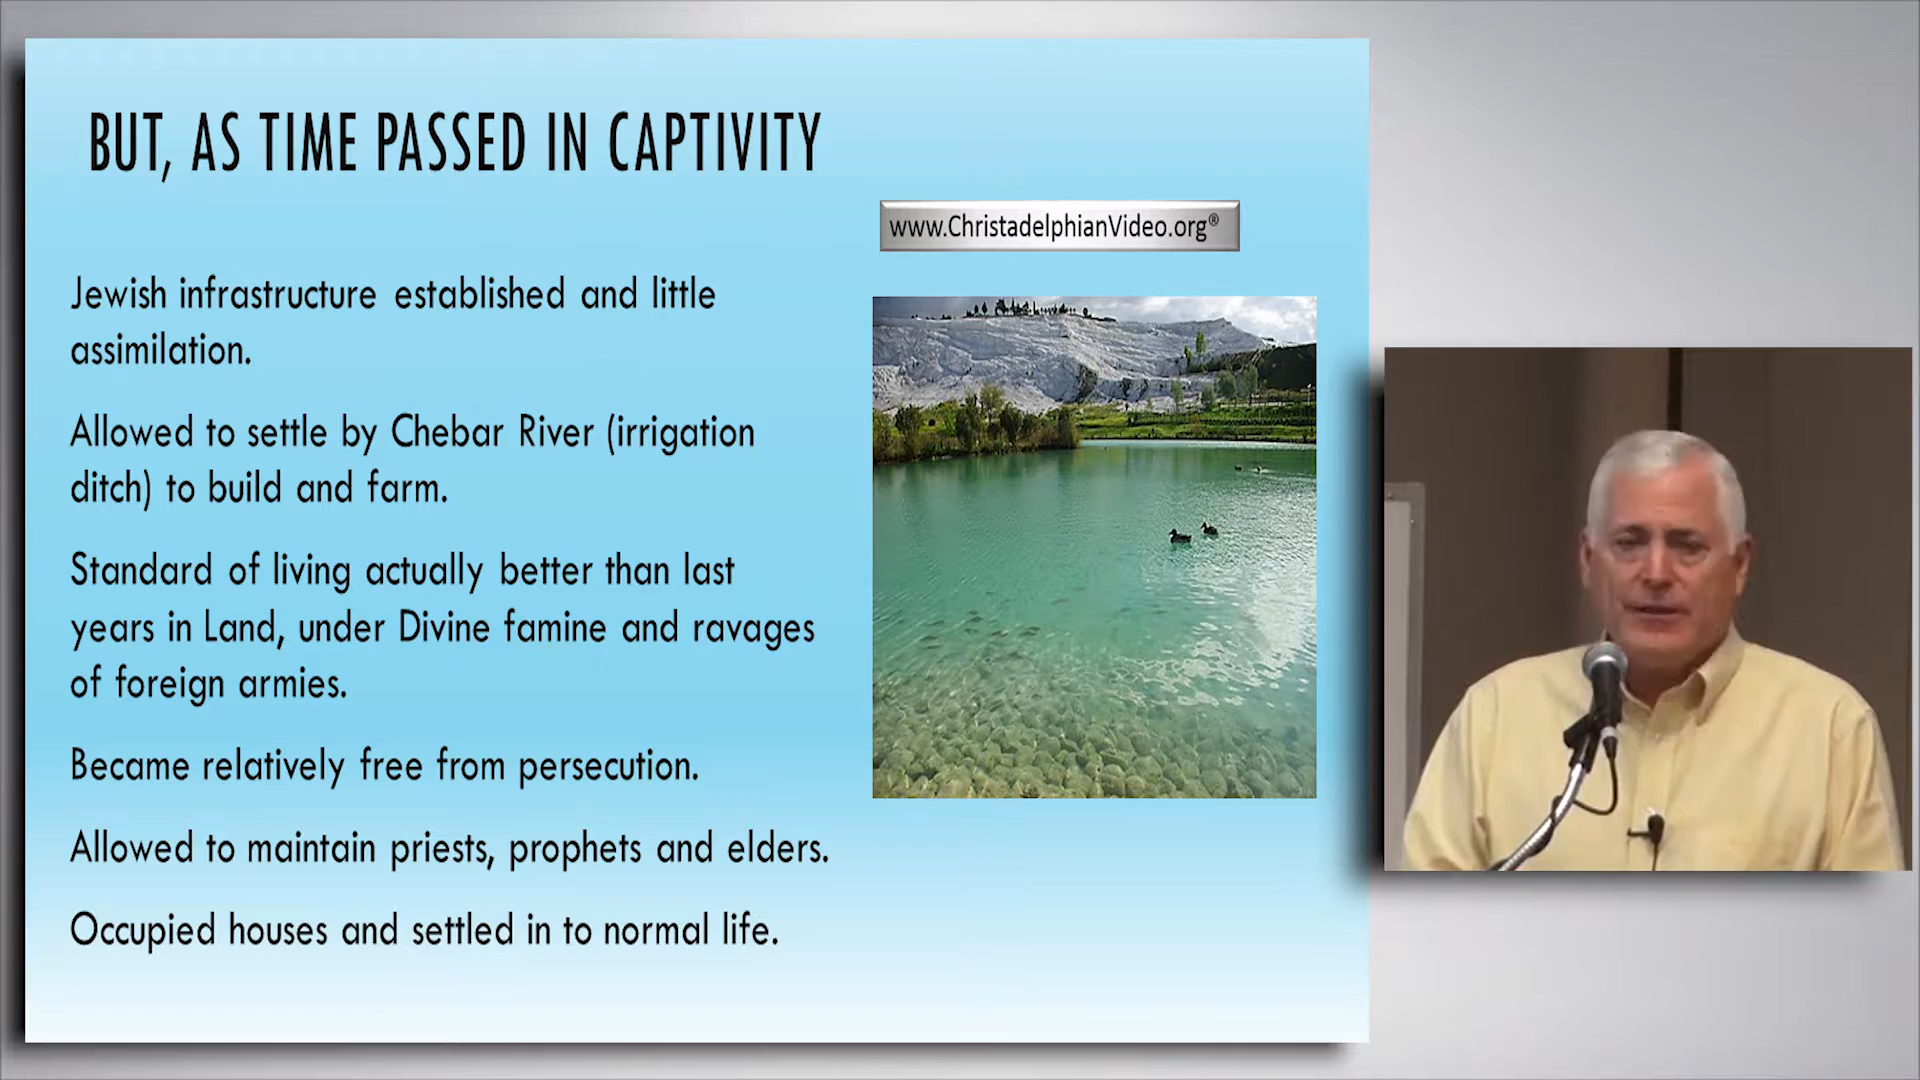 BUT, AS TIME PASSED IN CAPTIVITY
www.ChristadelphianVideo.org®
Jewish infrastructure established and little
assimilation.
Allowed to settle by Chebar River (irrigation
ditch) to build and farm.
Standard of living actually better than last
years in Land, under Divine famine and ravages
of foreign armies.
Became relatively free from persecution.
Allowed to maintain priests, prophets and elders.
Occupied houses and settled in to normal life.